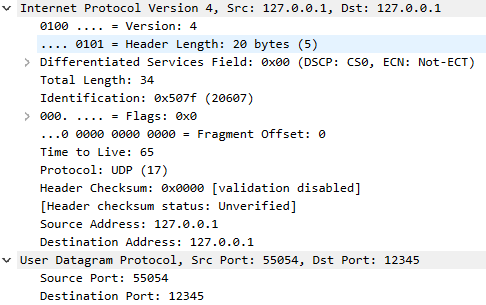 Internet Protocol Version 4, Src: 127.0.0.1, Dst: 127.0.0.1
0100 .... = Version: 4
.... 0101 = Header Length: 20 bytes (5)
Differentiated Services Field: 0x00 (DSCP: CS0, ECN: Not-ECT)
Total Length: 34
Identification: 0x507f (20607)
000. .... = Flags: 0x0
...0 0000 0000 0000 = Fragment Offset: 0
Time to Live: 65
Protocol: UDP (17)
Header Checksum: 0x0000 [validation disabled]
[Header checksum status: Unverified]
Source Address: 127.0.0.1
Destination Address: 127.0.0.1
User Datagram Protocol, Src Port: 55054, Dst Port: 12345
Source Port: 55054
Destination Port: 12345